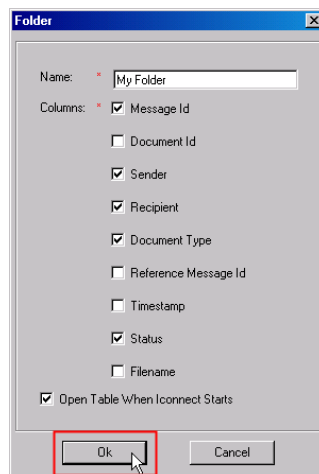 Folder
Name: * My Folder
Columns: * Message Id
Document Id
Sender
Recipient
Document Type
Reference Message Id
Timestamp
Status
Filename
Open Table When Iconnect Starts
Ok Cancel